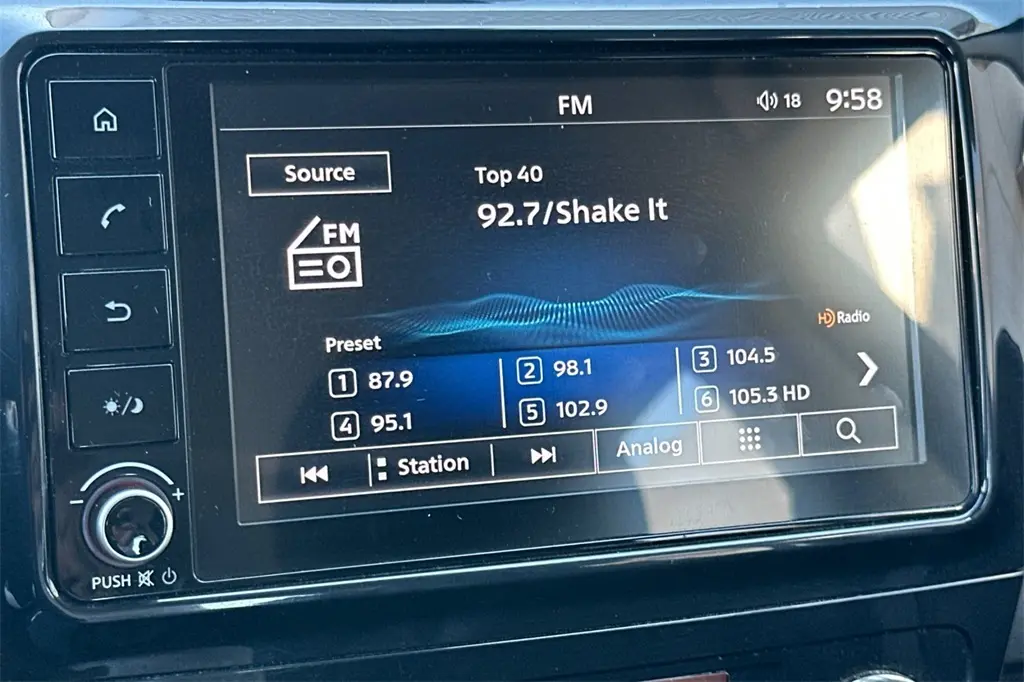 FM 18 9:58
Source
Top 40
92.7/Shake It
FM
HD Radio
Preset
1 87.9 2 98.1 3 104.5
4 95.1 5 102.9 6 105.3 HD
Station Analog
- +
PUSH